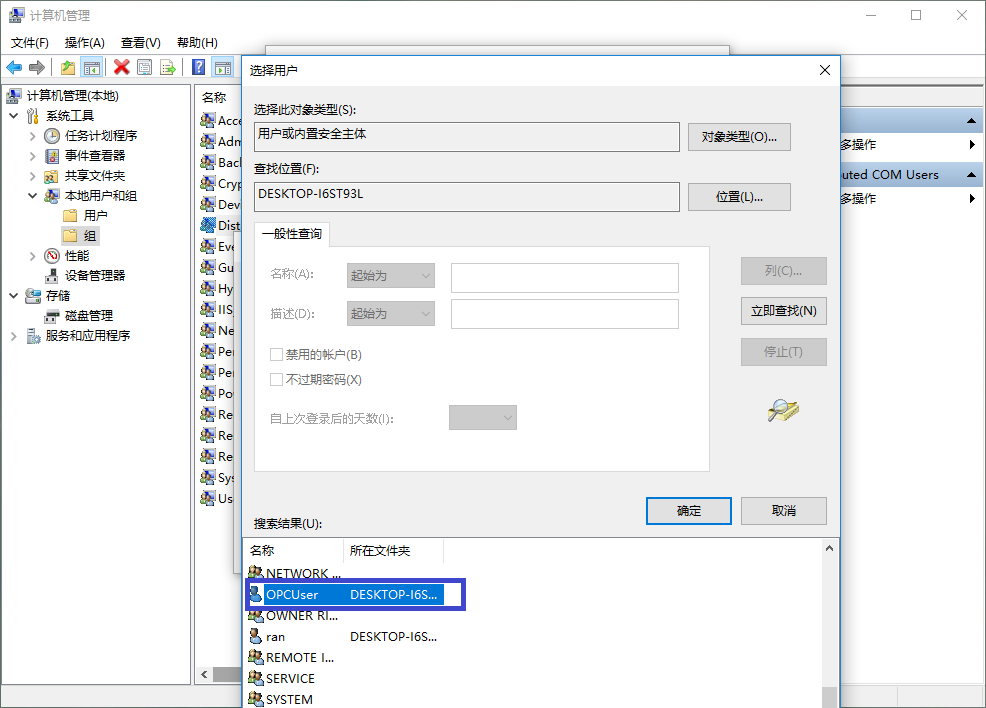 计算机管理
文件(F) 操作(A) 查看(V) 帮助(H)
计算机管理(本地)
系统工具
任务计划程序
事件查看器
共享文件夹
本地用户和组
用户
组
性能
设备管理器
存储
磁盘管理
服务和应用程序
名称
Acce
Adm
Back
Cryp
Dev
Dist
Eve
Gu
Hy
IIS_
Ne
Per
Per
Po
Re
Re
Re
Sys
Us
选择用户
选择此对象类型(S):
用户或内置安全主体
对象类型(O)...
查找位置(F):
DESKTOP-I6ST93L
位置(L)...
一般性查询
名称(A): 起始为
描述(D): 起始为
禁用的帐户(B)
不过期密码(X)
自上次登录后的天数(I):
列(C)...
立即查找(N)
停止(T)
确定 取消
搜索结果(U):
名称 所在文件夹
NETWORK ...
OPCUser DESKTOP-I6S...
OWNER RI...
ran DESKTOP-I6S...
REMOTE I...
SERVICE
SYSTEM
多操作
uted COM Users
多操作